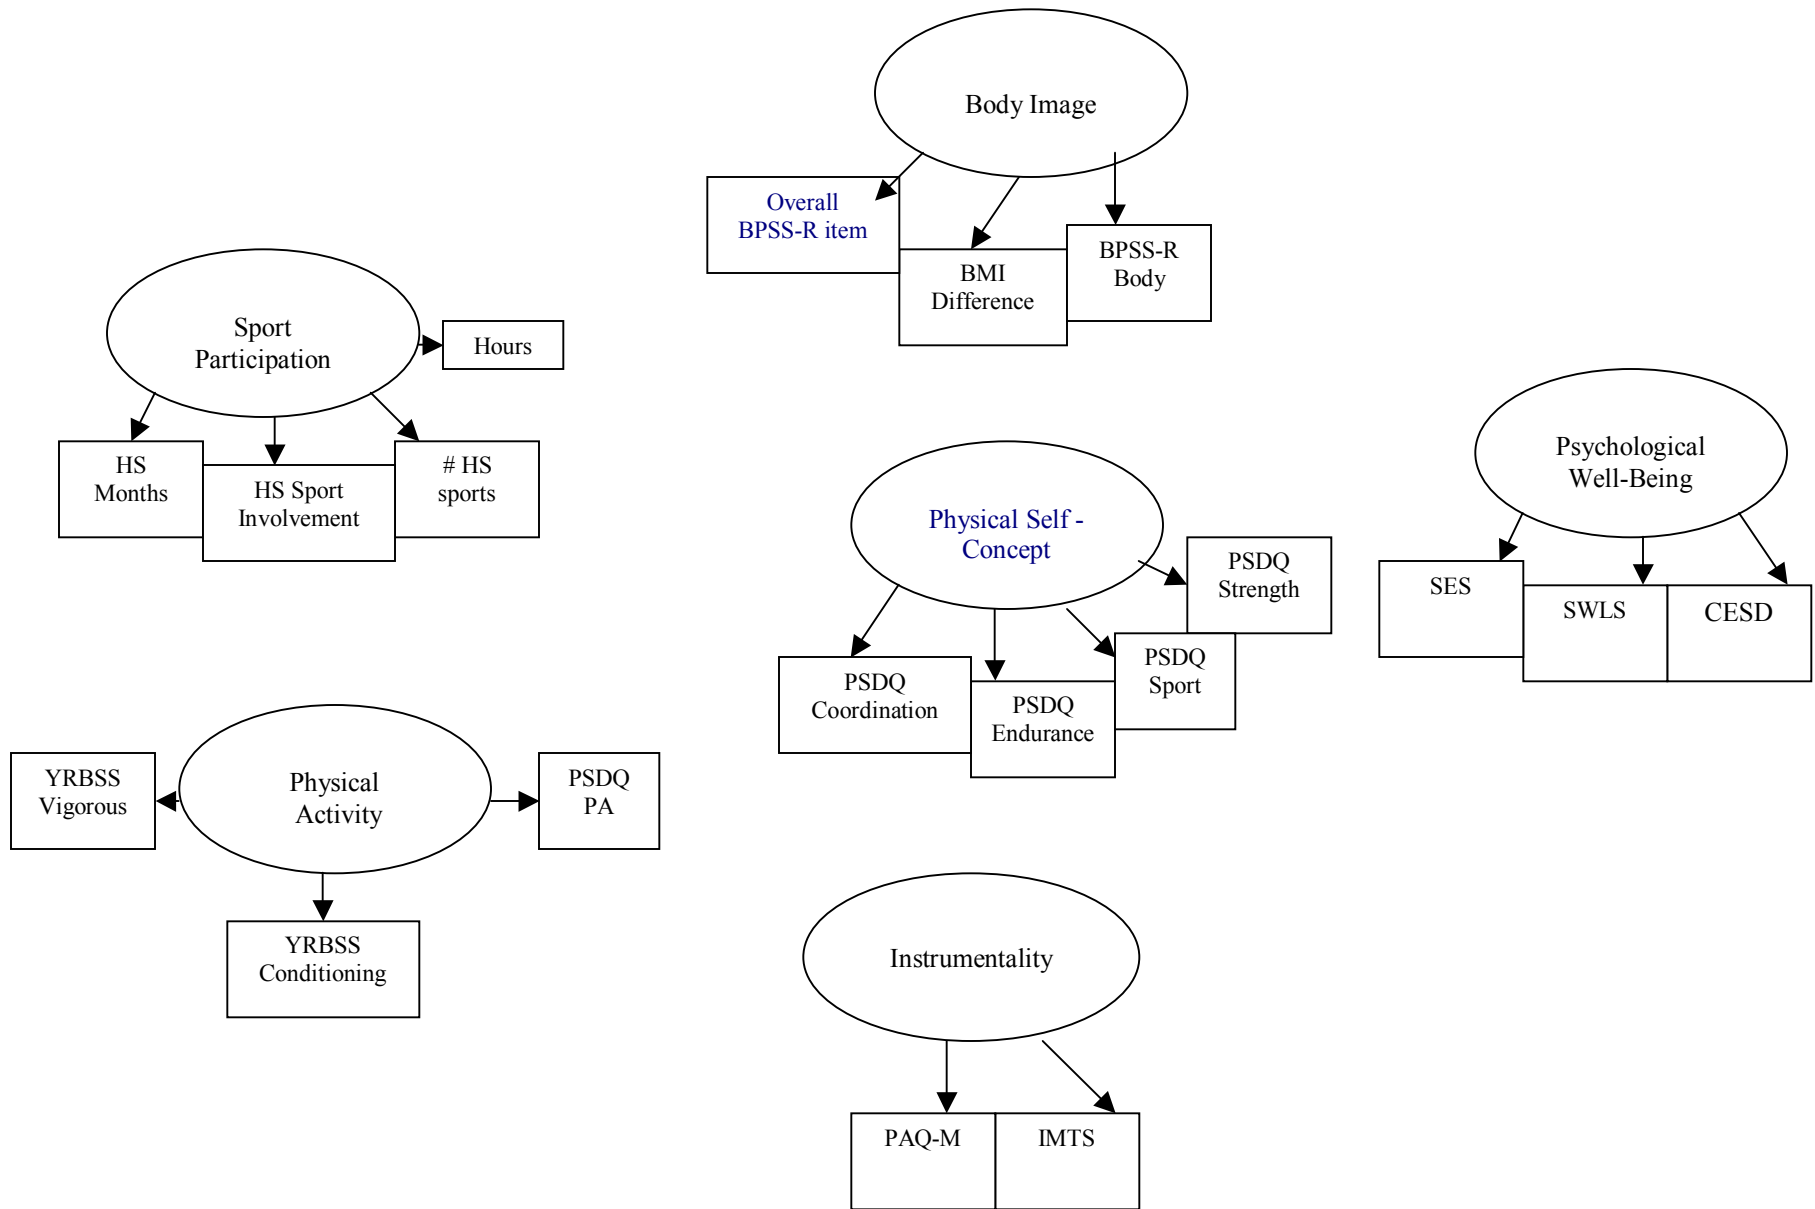 Body Image
Overall
BPSS-R item
BMI
Difference
BPSS-R
Body
Sport
Participation
Hours
HS
Months
HS Sport
Involvement
# HS
sports
Psychological
Well-Being
SES
SWLS
CESD
Physical Self -
Concept
PSDQ
Strength
PSDQ
Sport
PSDQ
Coordination
PSDQ
Endurance
YRBSS
Vigorous
Physical
Activity
PSDQ
PA
YRBSS
Conditioning
Instrumentality
PAQ-M
IMTS